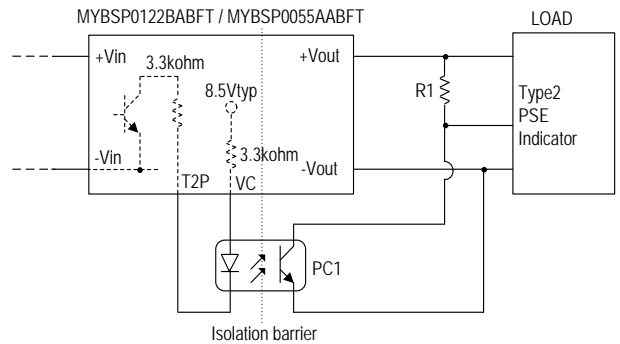 MYBSP0122BABFT / MYBSP0055AABFT
LOAD
+Vin
3.3kohm
+Vout
8.5Vtyp
R1
Type2
PSE
Indicator
3.3kohm
-Vin
-Vout
T2P
VC
PC1
Isolation barrier